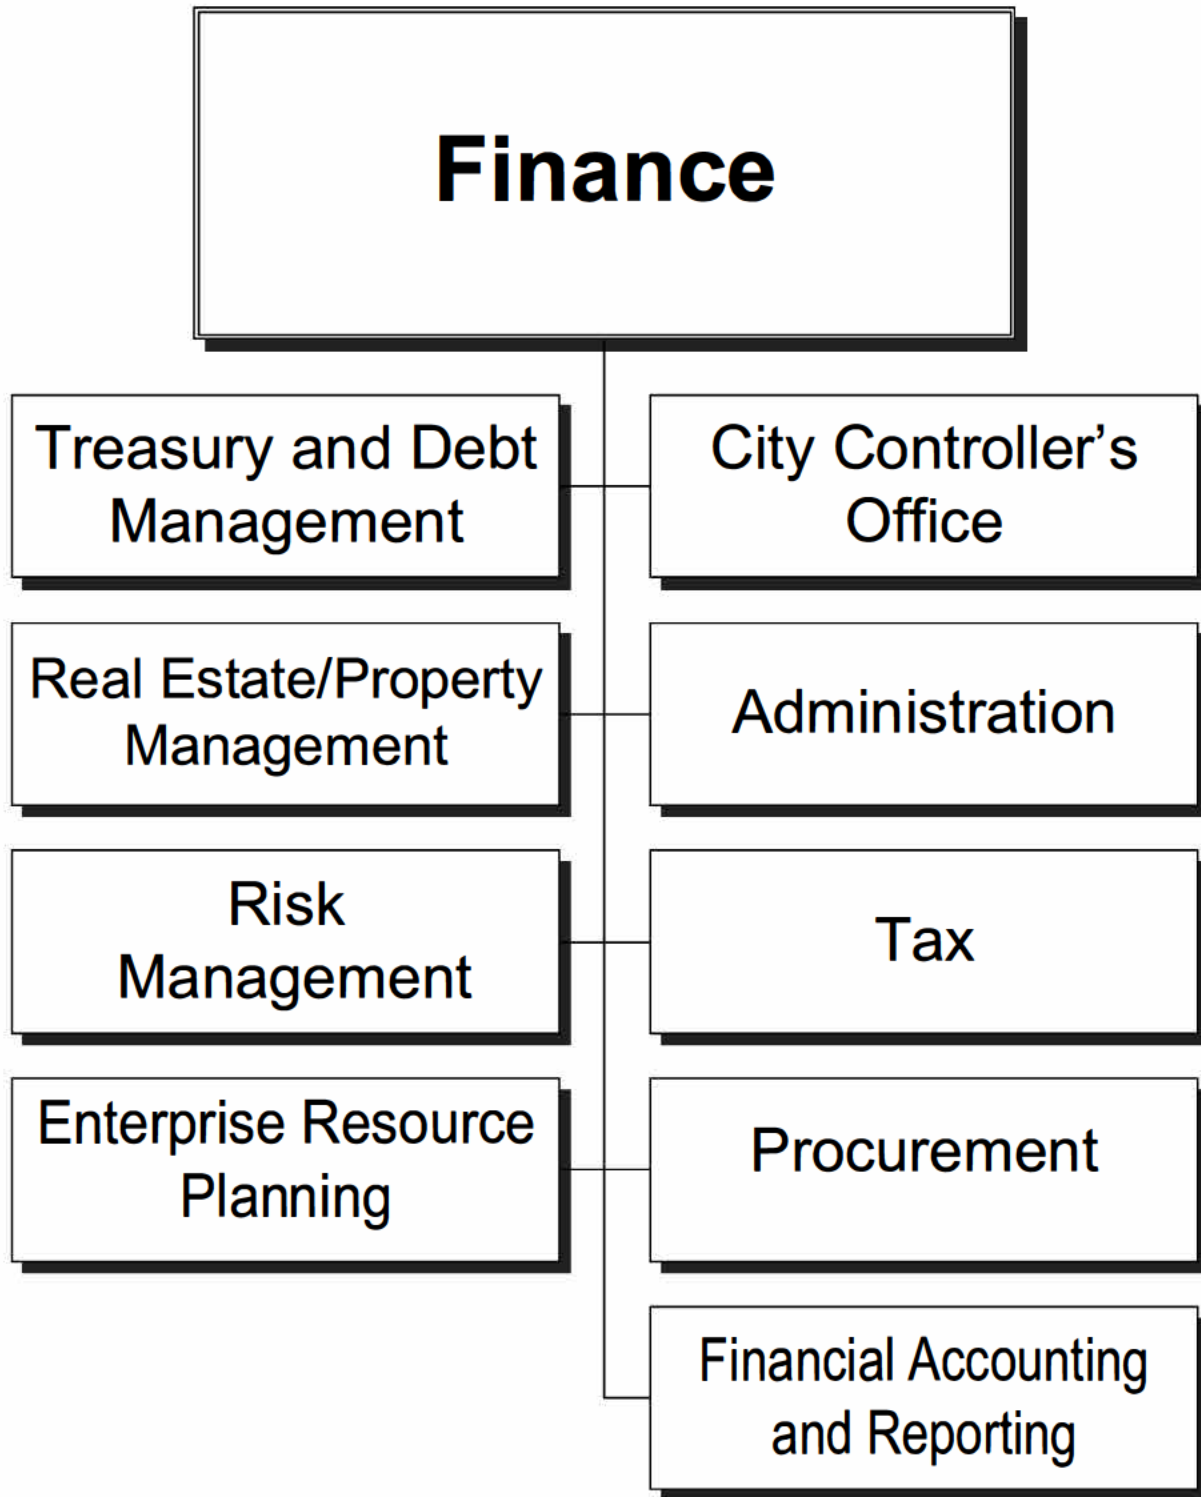 Finance
Treasury and Debt
Management
City Controller’s
Office
Real Estate/Property
Management
Administration
Risk
Management
Tax
Enterprise Resource
Planning
Procurement
Financial Accounting
and Reporting